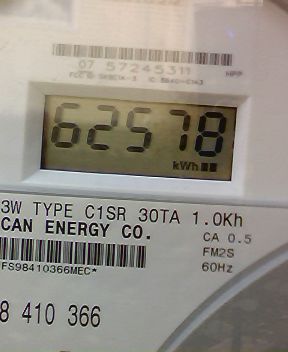 07 57245311
62578
kWh
3W TYPE C1SR 30TA 1.0Kh
CAN ENERGY CO.
CA 0.5
FM2S
60Hz
FS98410366MEC*
8 410 366